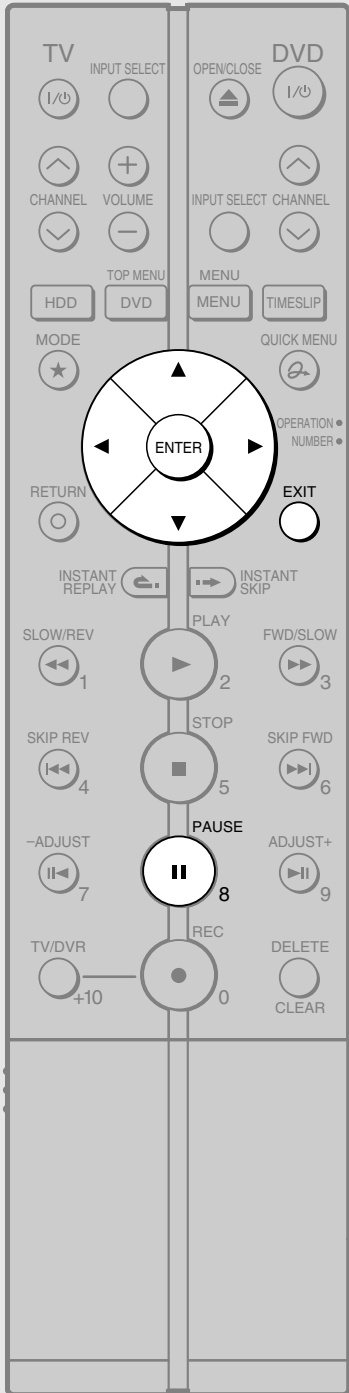 TV DVD
INPUT SELECT OPEN/CLOSE
I/⏻ I/⏻
CHANNEL VOLUME INPUT SELECT CHANNEL
TOP MENU MENU
HDD DVD MENU TIMESLIP
MODE QUICK MENU
OPERATION
NUMBER
ENTER
RETURN EXIT
INSTANT REPLAY
INSTANT SKIP
PLAY
SLOW/REV FWD/SLOW
1 2 3
STOP
SKIP REV SKIP FWD
4 5 6
PAUSE
–ADJUST ADJUST+
7 8 9
REC
TV/DVR DELETE
+10 0
CLEAR